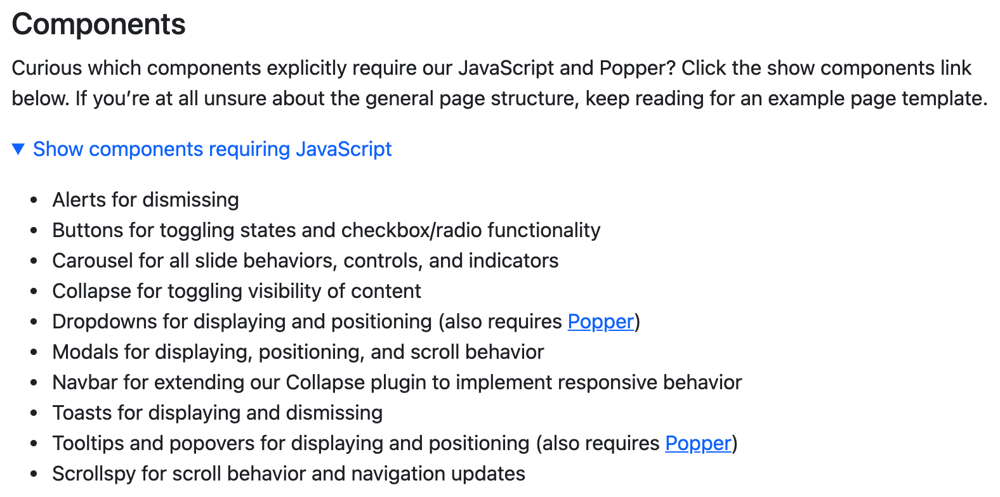 Components
Curious which components explicitly require our JavaScript and Popper? Click the show components link
below. If you’re at all unsure about the general page structure, keep reading for an example page template.
▼ Show components requiring JavaScript
• Alerts for dismissing
• Buttons for toggling states and checkbox/radio functionality
• Carousel for all slide behaviors, controls, and indicators
• Collapse for toggling visibility of content
• Dropdowns for displaying and positioning (also requires Popper)
• Modals for displaying, positioning, and scroll behavior
• Navbar for extending our Collapse plugin to implement responsive behavior
• Toasts for displaying and dismissing
• Tooltips and popovers for displaying and positioning (also requires Popper)
• Scrollspy for scroll behavior and navigation updates